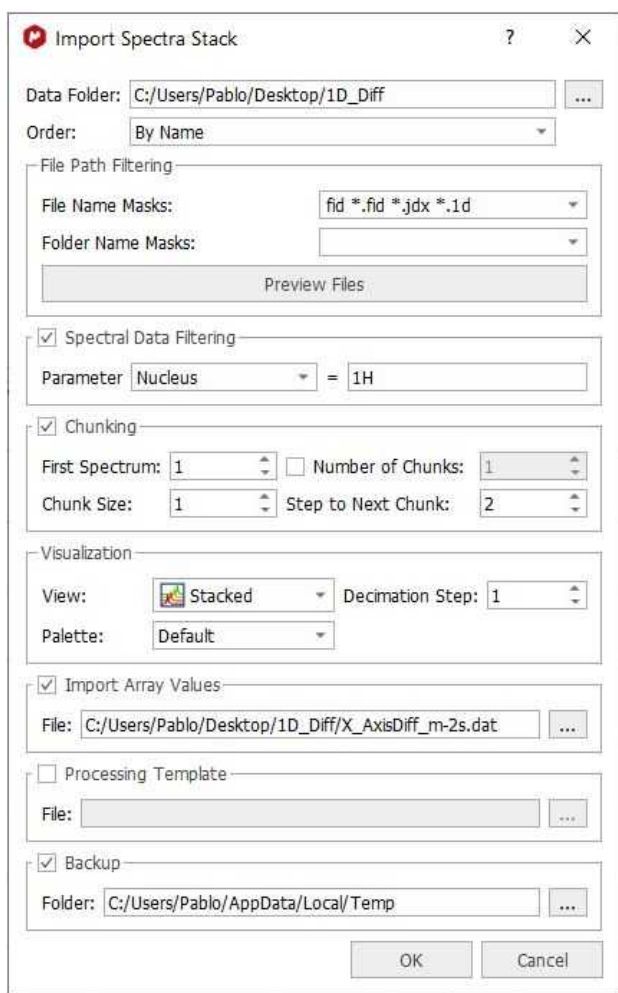 Import Spectra Stack ?
Data Folder: C:/Users/Pablo/Desktop/1D_Diff ...
Order: By Name
File Path Filtering
File Name Masks: fid *.fid *.jdx *.1d
Folder Name Masks:
Preview Files
Spectral Data Filtering
Parameter Nucleus = 1H
Chunking
First Spectrum: 1 Number of Chunks: 1
Chunk Size: 1 Step to Next Chunk: 2
Visualization
View: Stacked Decimation Step: 1
Palette: Default
Import Array Values
File: C:/Users/Pablo/Desktop/1D_Diff/X_AxisDiff_m-2s.dat ...
Processing Template
File: ...
Backup
Folder: C:/Users/Pablo/AppData/Local/Temp ...
OK Cancel